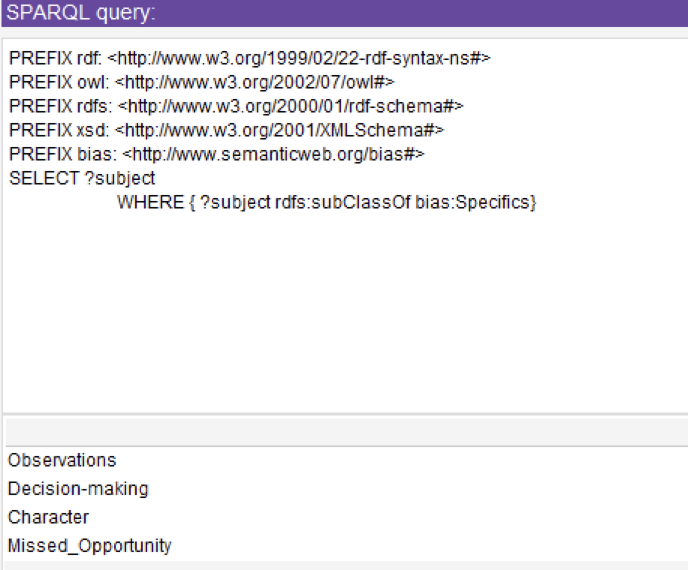 SPARQL query:
PREFIX rdf: <http://www.w3.org/1999/02/22-rdf-syntax-ns#>
PREFIX owl: <http://www.w3.org/2002/07/owl#>
PREFIX rdfs: <http://www.w3.org/2000/01/rdf-schema#>
PREFIX xsd: <http://www.w3.org/2001/XMLSchema#>
PREFIX bias: <http://www.semanticweb.org/bias#>
SELECT ?subject
WHERE { ?subject rdfs:subClassOf bias:Specifics}
Observations
Decision-making
Character
Missed_Opportunity